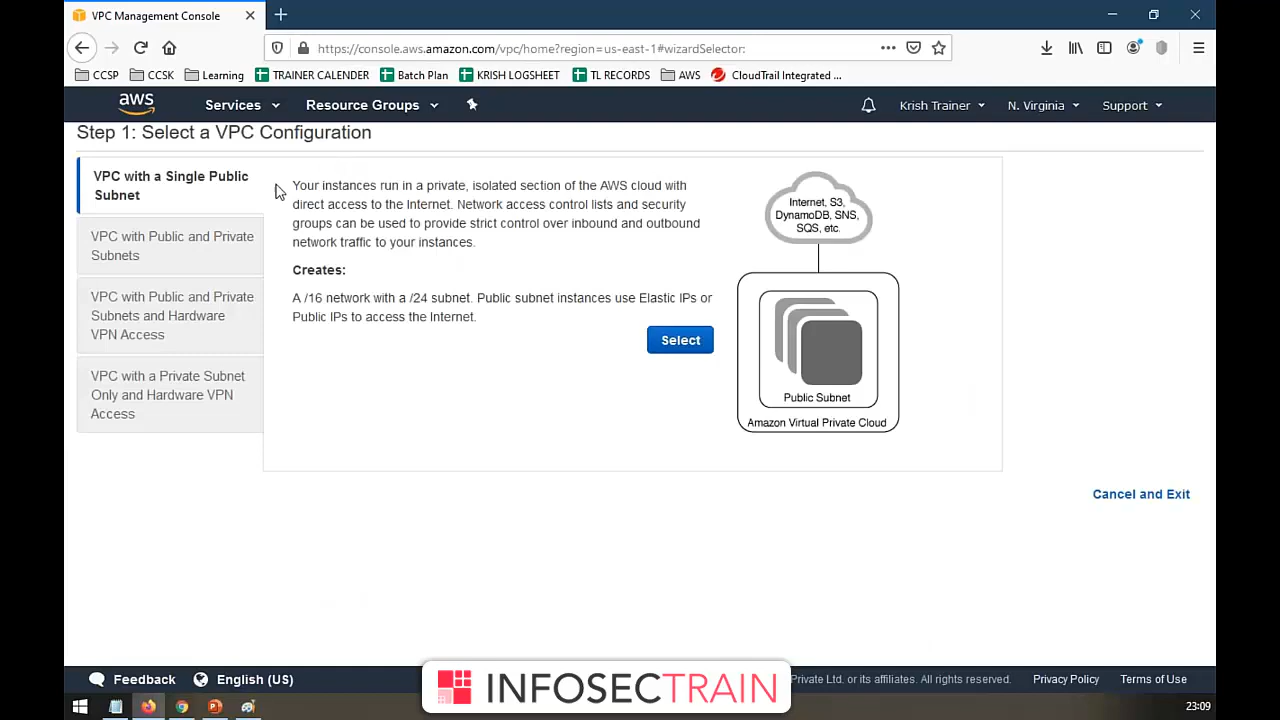 VPC Management Console
https://console.aws.amazon.com/vpc/home?region=us-east-1#wizardSelector:
CCSP CCSK Learning TRAINER CALENDER Batch Plan KRISH LOGSHEET TL RECORDS AWS CloudTrail Integrated ...
aws Services Resource Groups Krish Trainer N. Virginia Support
Step 1: Select a VPC Configuration
VPC with a Single Public
Subnet
VPC with Public and Private
Subnets
VPC with Public and Private
Subnets and Hardware
VPN Access
VPC with a Private Subnet
Only and Hardware VPN
Access
Your instances run in a private, isolated section of the AWS cloud with
direct access to the Internet. Network access control lists and security
groups can be used to provide strict control over inbound and outbound
network traffic to your instances.
Creates:
A /16 network with a /24 subnet. Public subnet instances use Elastic IPs or
Public IPs to access the Internet.
Select
Internet, S3,
DynamoDB, SNS,
SQS, etc.
Public Subnet
Amazon Virtual Private Cloud
Cancel and Exit
Feedback English (US) Private Ltd. or its affiliates. All rights reserved. Privacy Policy Terms of Use
INFOSECTRAIN
23:09